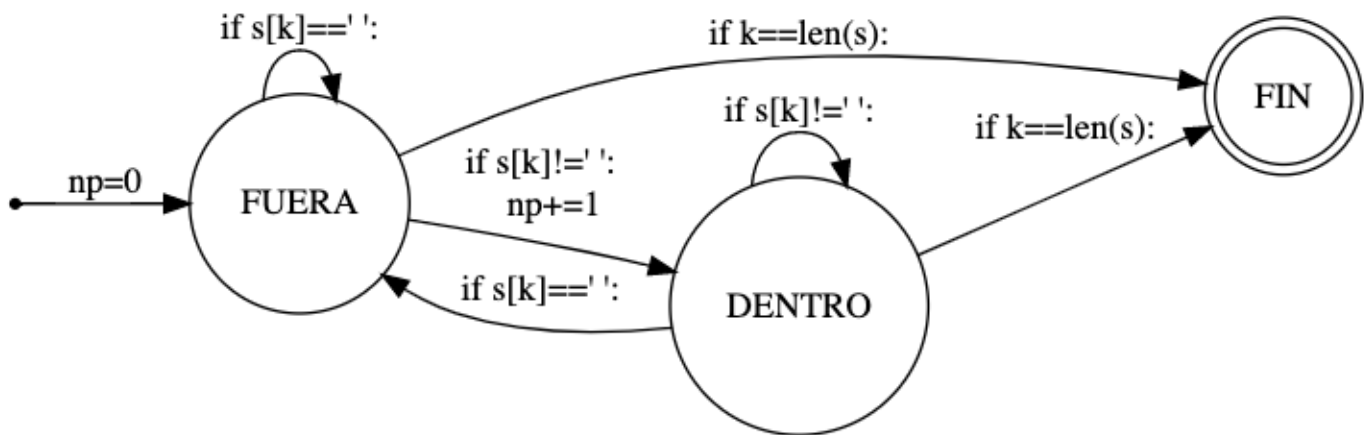 if s[k]==' ':
if k==len(s):
FIN
if s[k]!=' ':
if k==len(s):
if s[k]!=' ':
np+=1
np=0
FUERA
if s[k]==' ':
DENTRO